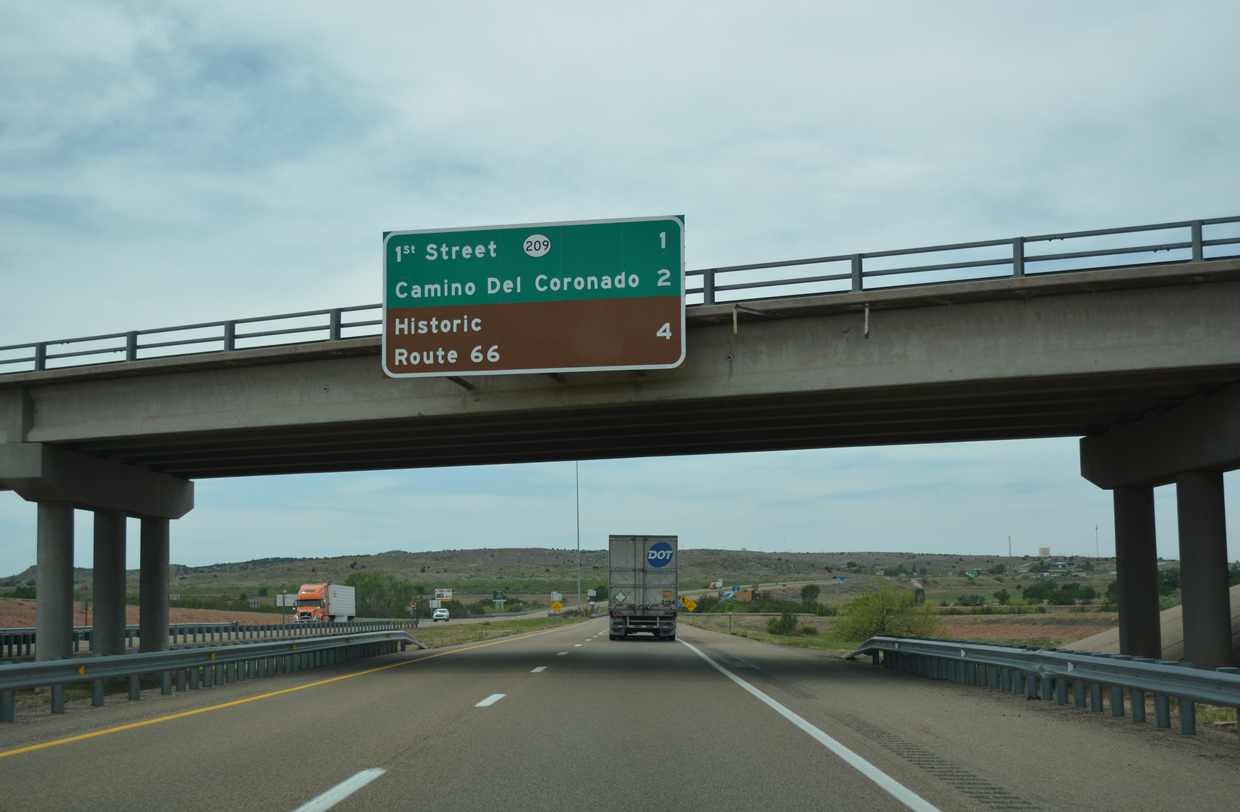 1st Street 209 1
Camino Del Coronado 2
Historic
Route 66 4
DOT